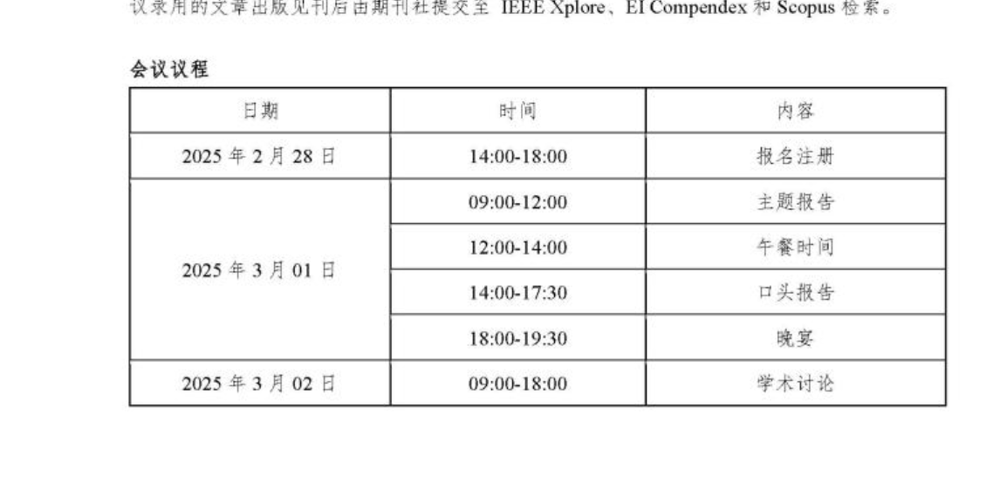 议录用的文章出版见刊后由期刊社提交至 IEEE Xplore、EI Compendex 和 Scopus 检索。
会议议程
日期 时间 内容
2025 年 2 月 28 日 14:00-18:00 报名注册
09:00-12:00 主题报告
12:00-14:00 午餐时间
2025 年 3 月 01 日
14:00-17:30 口头报告
18:00-19:30 晚宴
2025 年 3 月 02 日 09:00-18:00 学术讨论